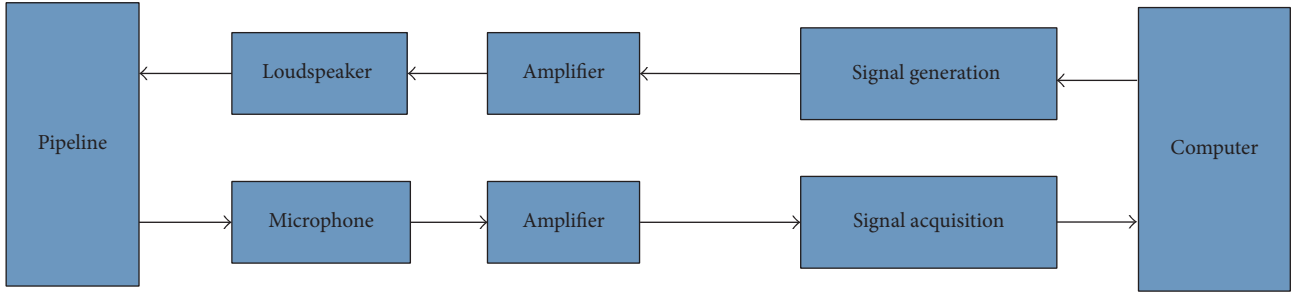 Loudspeaker
Amplifier
Signal generation
Pipeline
Computer
Microphone
Amplifier
Signal acquisition